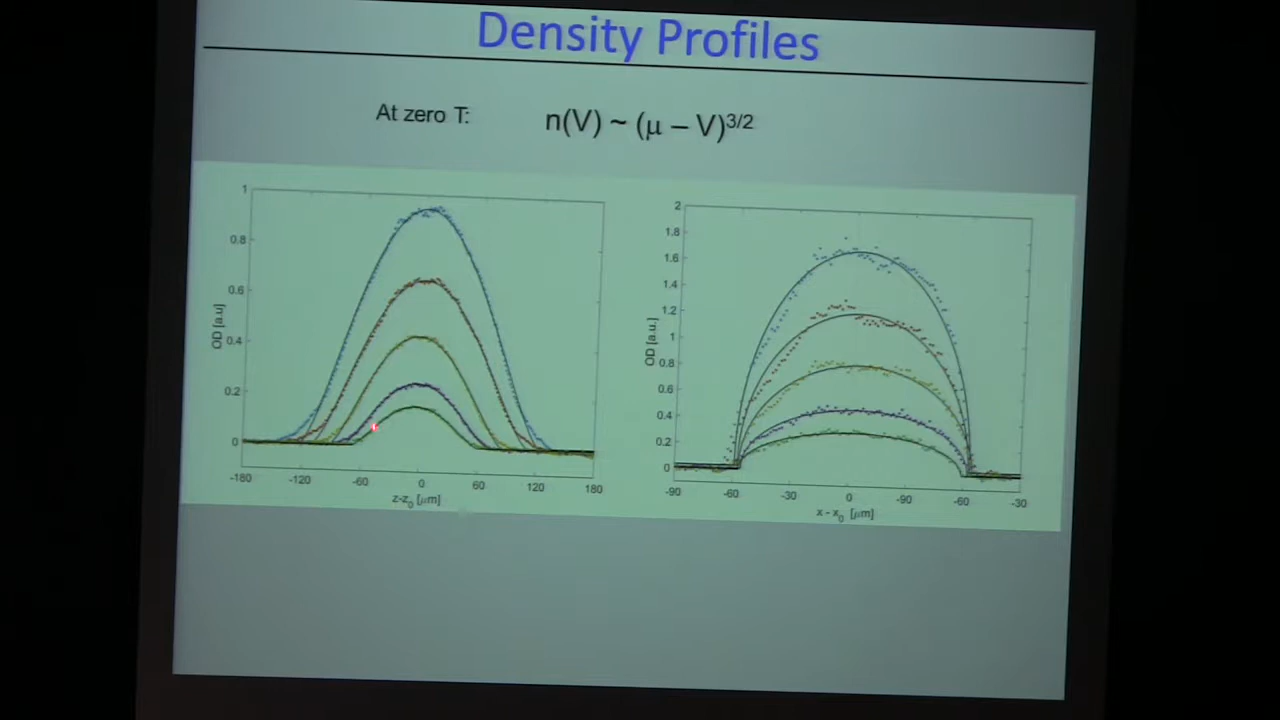 Density Profiles
At zero T:
n(V) ~ (μ – V)3/2
1
0.8
0.6
0.4
0.2
0
OD [a.u]
-180 -120 -60 0 60 120 180
z-z0 [μm]
2
1.8
1.6
1.4
1.2
1
0.8
0.6
0.4
0.2
0
OD [a.u.]
-90 -60 -30 0 -90 -60 -30
x - x0 [μm]